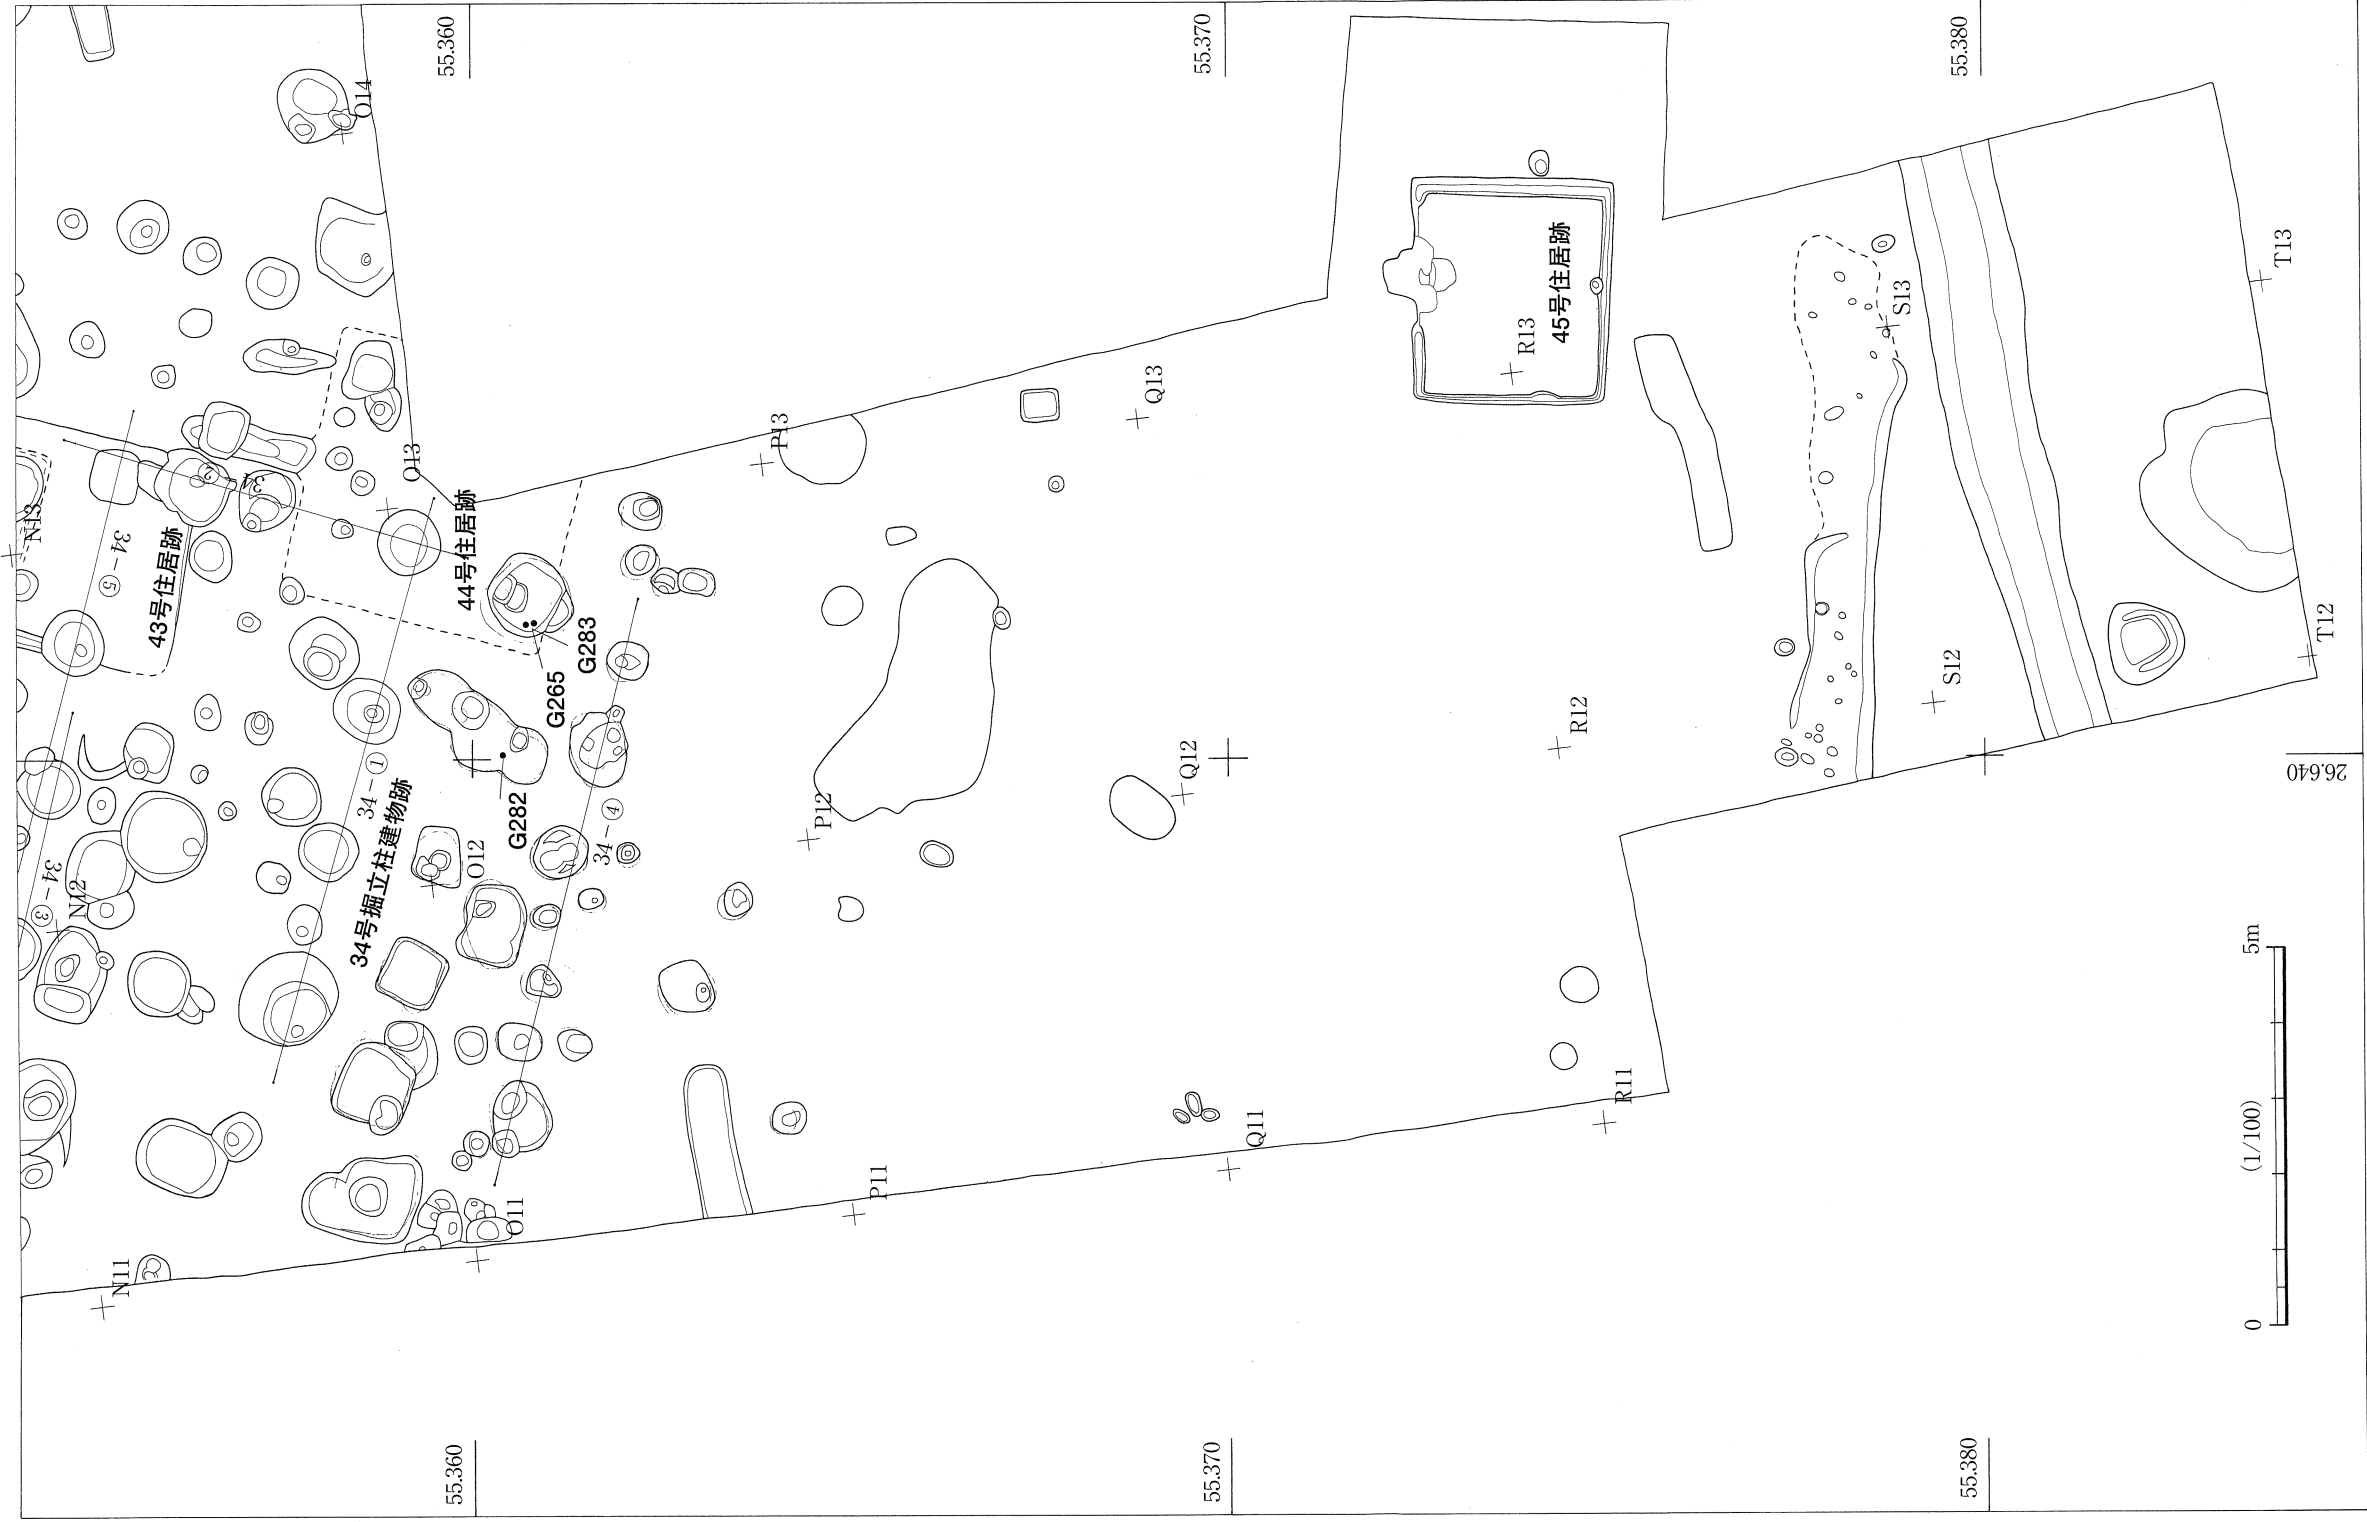 55.360
55.370
55.380
O14
T13
S13
R13
45号住居跡
Q13
P13
O13
N13
34-②
34-⑤
43号住居跡
44号住居跡
G283
G265
T12
S12
R12
Q12
26.640
34-①
34号掘立柱建物跡
G282
34-④
P12
O12
34-③
N12
5m
(1/100)
0
R11
Q11
P11
O11
N11
55.360
55.370
55.380